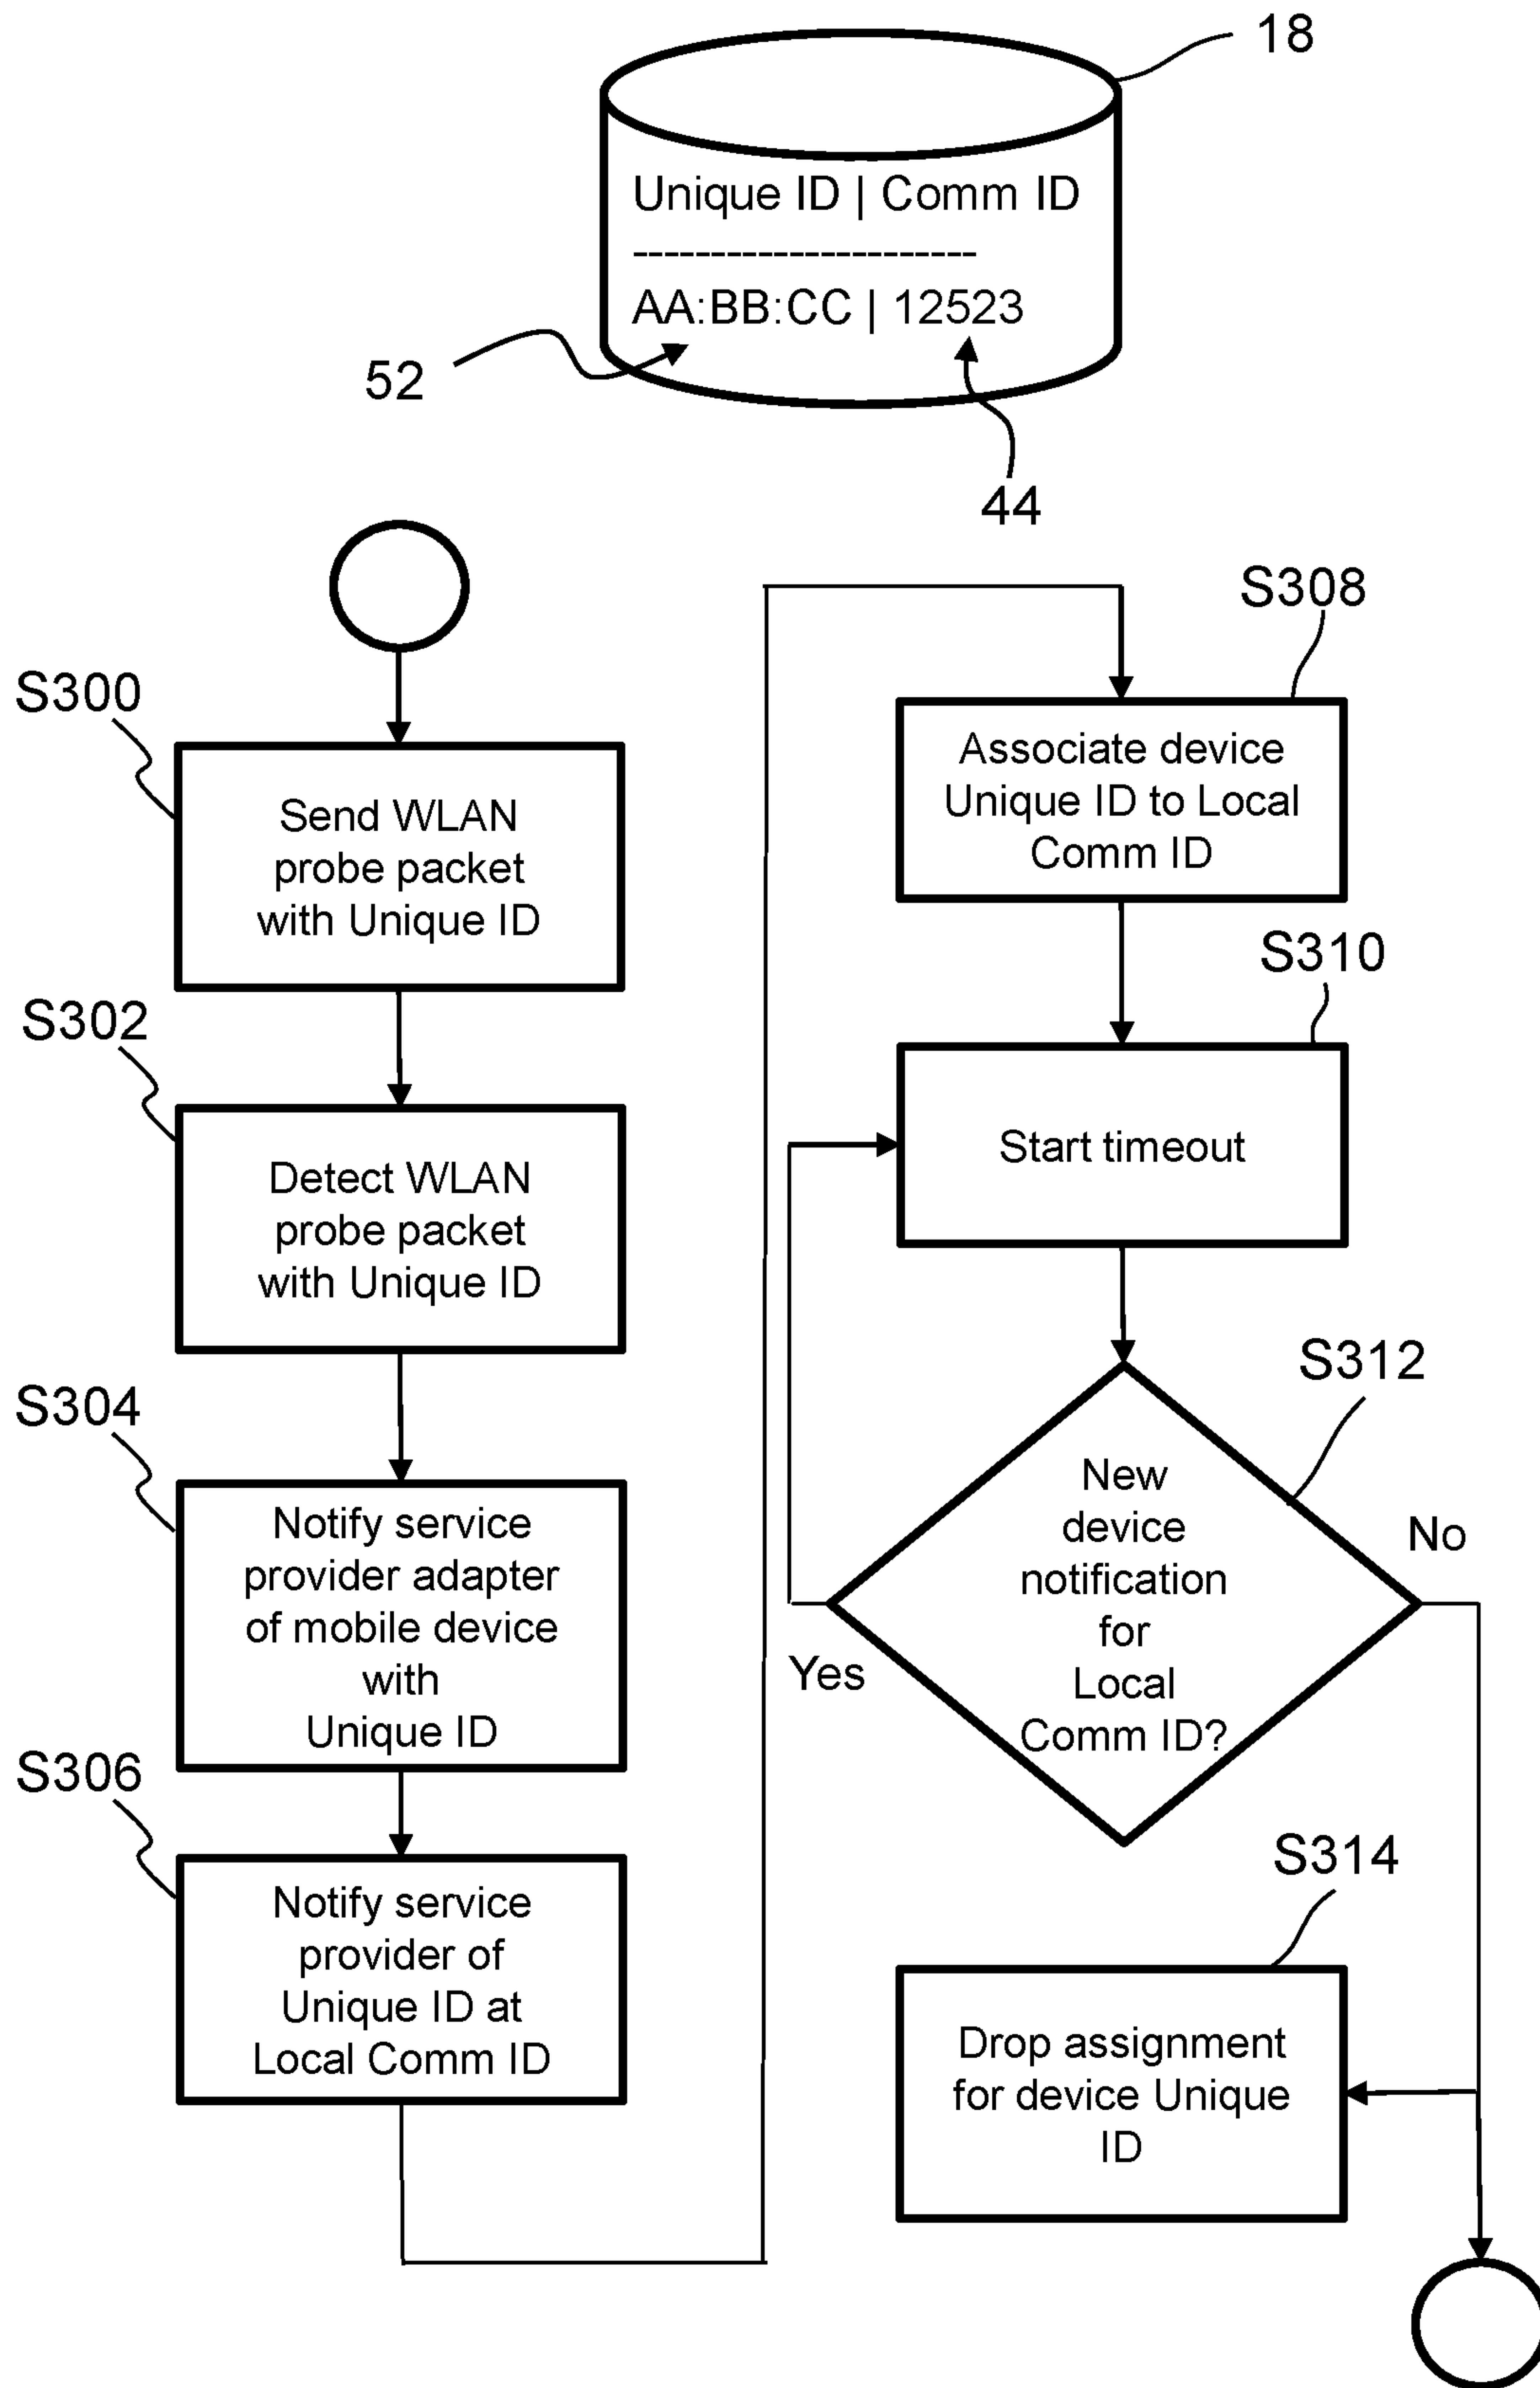 18
Unique ID | Comm ID
----------------------
AA:BB:CC | 12523
52
44
S300
Send WLAN
probe packet
with Unique ID
S302
Detect WLAN
probe packet
with Unique ID
S304
Notify service
provider adapter
of mobile device
with
Unique ID
S306
Notify service
provider of
Unique ID at
Local Comm ID
S308
Associate device
Unique ID to Local
Comm ID
S310
Start timeout
S312
New
device
notification
for
Local
Comm ID?
No
Yes
S314
Drop assignment
for device Unique
ID